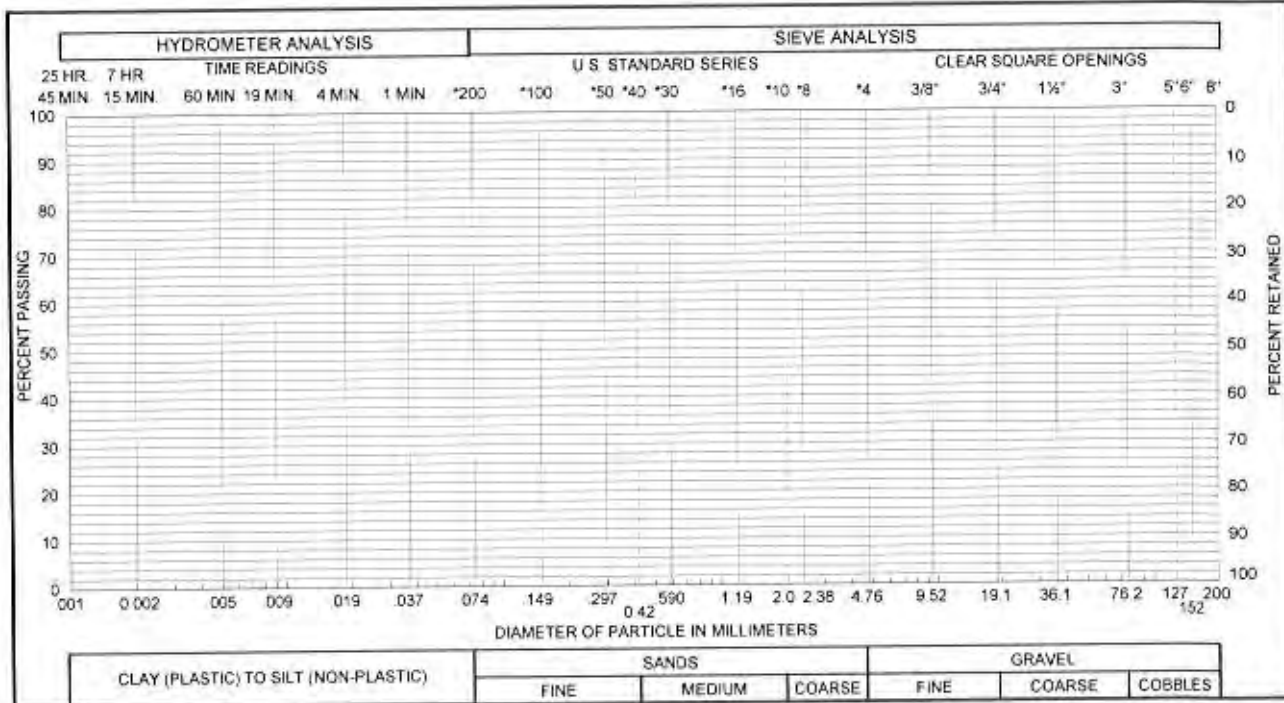 HYDROMETER ANALYSIS SIEVE ANALYSIS
TIME READINGS U.S. STANDARD SERIES CLEAR SQUARE OPENINGS
25 HR. 7 HR
45 MIN. 15 MIN. 60 MIN 19 MIN. 4 MIN. 1 MIN *200 *100 *50 *40 *30 *16 *10 *8 *4 3/8" 3/4" 1½" 3" 5" 6" 8"
100 0
90 10
80 20
70 30
60 40
50 50
40 60
30 70
20 80
10 90
0 100
PERCENT PASSING
PERCENT RETAINED
.001 0.002 .005 .009 .019 .037 .074 .149 .297 0.42 .590 1.19 2.0 2.38 4.76 9.52 19.1 36.1 76.2 127 152 200
DIAMETER OF PARTICLE IN MILLIMETERS
CLAY (PLASTIC) TO SILT (NON-PLASTIC) SANDS GRAVEL
FINE MEDIUM COARSE FINE COARSE COBBLES